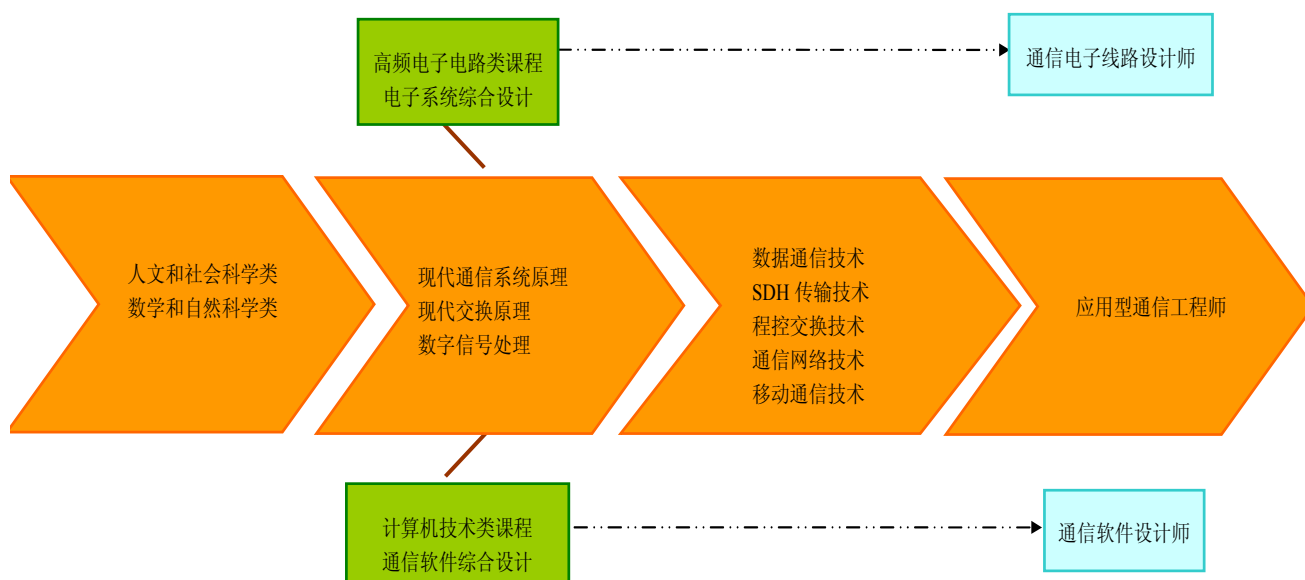 高频电子电路类课程
电子系统综合设计
通信电子线路设计师
人文和社会科学类
数学和自然科学类
现代通信系统原理
现代交换原理
数字信号处理
数据通信技术
SDH 传输技术
程控交换技术
通信网络技术
移动通信技术
应用型通信工程师
计算机技术类课程
通信软件综合设计
通信软件设计师